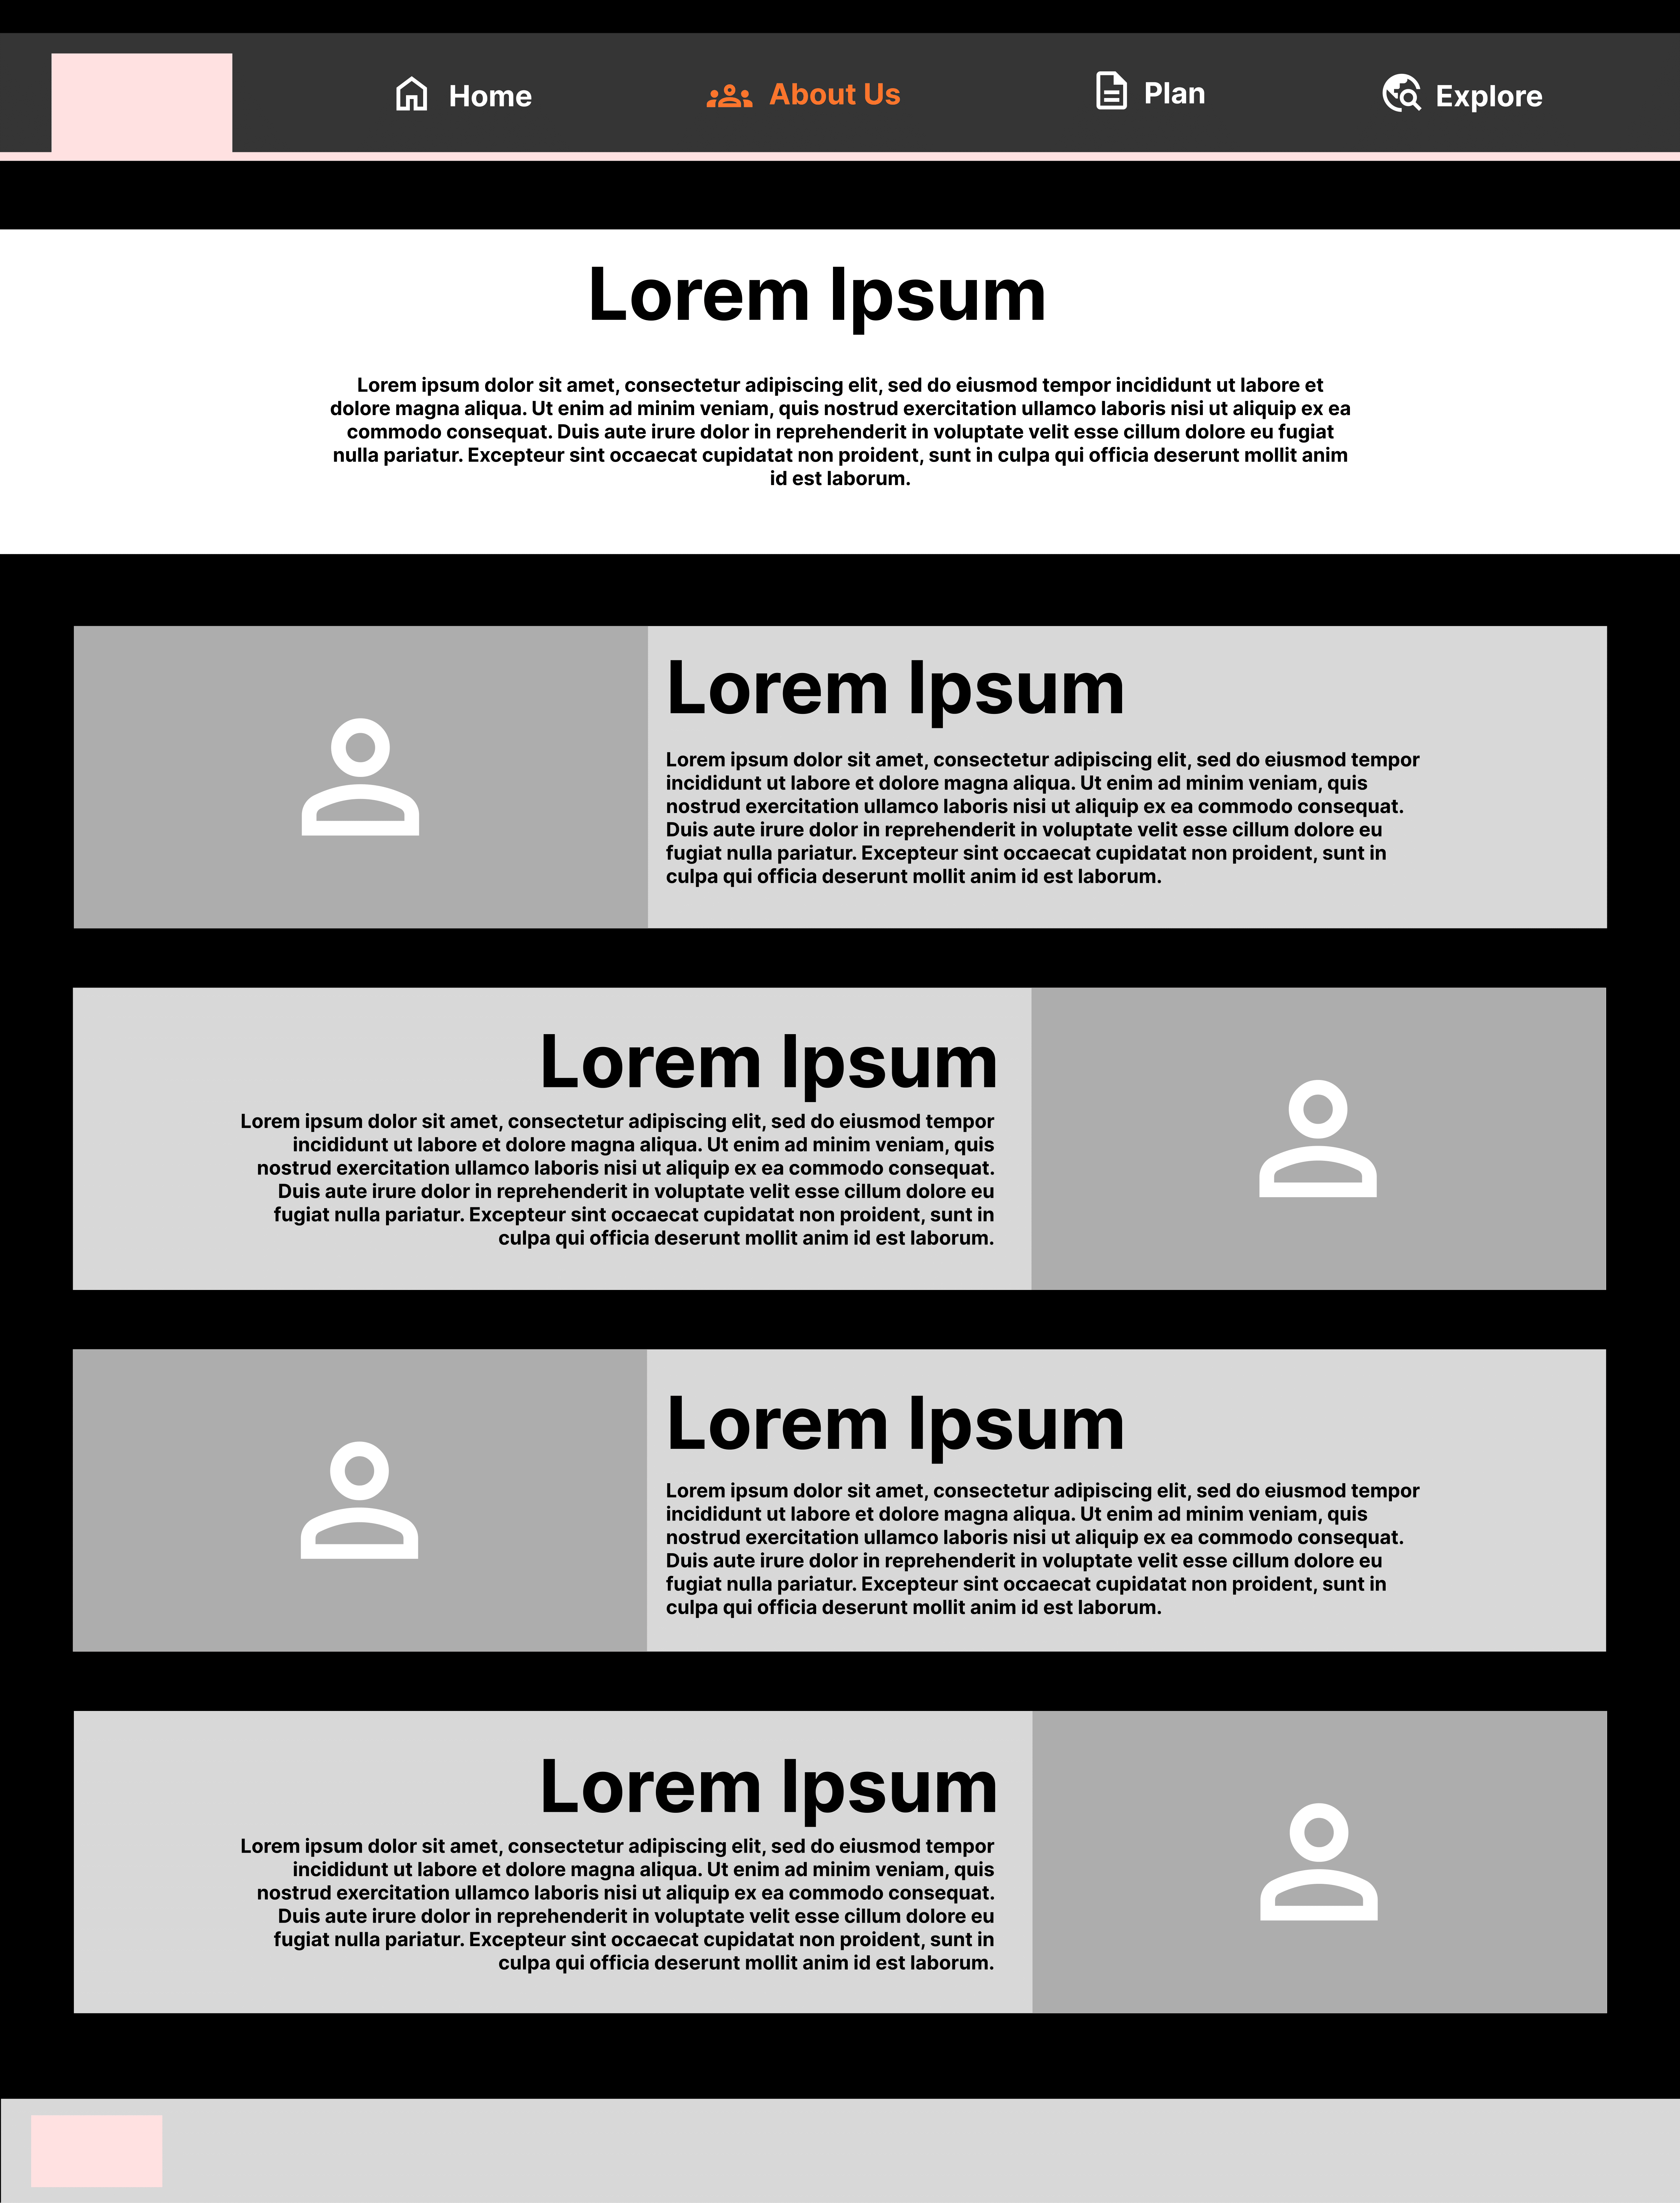 Home
About Us
Plan
Explore
Lorem Ipsum
Lorem ipsum dolor sit amet, consectetur adipiscing elit, sed do eiusmod tempor incididunt ut labore et
dolore magna aliqua. Ut enim ad minim veniam, quis nostrud exercitation ullamco laboris nisi ut aliquip ex ea
commodo consequat. Duis aute irure dolor in reprehenderit in voluptate velit esse cillum dolore eu fugiat
nulla pariatur. Excepteur sint occaecat cupidatat non proident, sunt in culpa qui officia deserunt mollit anim
id est laborum.
Lorem Ipsum
Lorem ipsum dolor sit amet, consectetur adipiscing elit, sed do eiusmod tempor
incididunt ut labore et dolore magna aliqua. Ut enim ad minim veniam, quis
nostrud exercitation ullamco laboris nisi ut aliquip ex ea commodo consequat.
Duis aute irure dolor in reprehenderit in voluptate velit esse cillum dolore eu
fugiat nulla pariatur. Excepteur sint occaecat cupidatat non proident, sunt in
culpa qui officia deserunt mollit anim id est laborum.
Lorem Ipsum
Lorem ipsum dolor sit amet, consectetur adipiscing elit, sed do eiusmod tempor
incididunt ut labore et dolore magna aliqua. Ut enim ad minim veniam, quis
nostrud exercitation ullamco laboris nisi ut aliquip ex ea commodo consequat.
Duis aute irure dolor in reprehenderit in voluptate velit esse cillum dolore eu
fugiat nulla pariatur. Excepteur sint occaecat cupidatat non proident, sunt in
culpa qui officia deserunt mollit anim id est laborum.
Lorem Ipsum
Lorem ipsum dolor sit amet, consectetur adipiscing elit, sed do eiusmod tempor
incididunt ut labore et dolore magna aliqua. Ut enim ad minim veniam, quis
nostrud exercitation ullamco laboris nisi ut aliquip ex ea commodo consequat.
Duis aute irure dolor in reprehenderit in voluptate velit esse cillum dolore eu
fugiat nulla pariatur. Excepteur sint occaecat cupidatat non proident, sunt in
culpa qui officia deserunt mollit anim id est laborum.
Lorem Ipsum
Lorem ipsum dolor sit amet, consectetur adipiscing elit, sed do eiusmod tempor
incididunt ut labore et dolore magna aliqua. Ut enim ad minim veniam, quis
nostrud exercitation ullamco laboris nisi ut aliquip ex ea commodo consequat.
Duis aute irure dolor in reprehenderit in voluptate velit esse cillum dolore eu
fugiat nulla pariatur. Excepteur sint occaecat cupidatat non proident, sunt in
culpa qui officia deserunt mollit anim id est laborum.